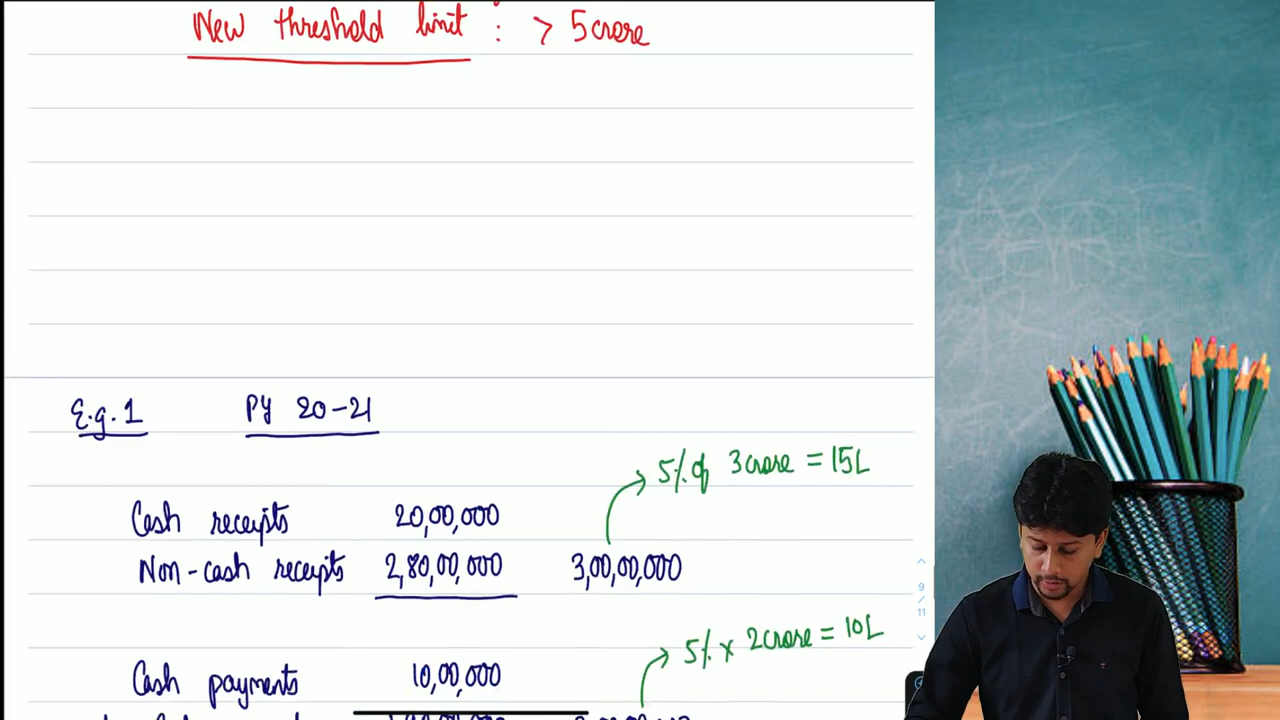 New threshold limit : > 5 crore
E.g. 1 PY 20-21
5% of 3 crore = 15L
Cash receipts 20,00,000
Non-cash receipts 2,80,00,000 3,00,00,000
5% x 2 crore = 10L
Cash payments 10,00,000
9
/
11